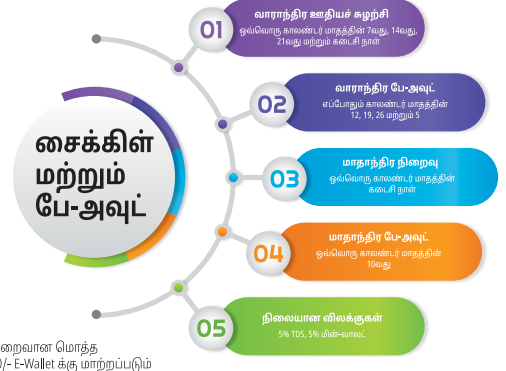 சைக்கிள்
மற்றும்
பே-அவுட்
01
வாராந்திர ஊதியச் சுழற்சி
ஒவ்வொரு காலண்டர் மாதத்தின் 7வது, 14வது,
21வது மற்றும் கடைசி நாள்
02
வாராந்திர பே-அவுட்
எப்போதும் காலண்டர் மாதத்தின்
12, 19, 26 மற்றும் 5
03
மாதாந்திர நிறைவு
ஒவ்வொரு காலண்டர் மாதத்தின்
கடைசி நாள்
04
மாதாந்திர பே-அவுட்
ஒவ்வொரு காலண்டர் மாதத்தின்
10வது
05
நிலையான விலக்குகள்
5% TDS, 5% மின்-வாலட்
றைவான மொத்த
0/- E-Wallet க்கு மாற்றப்படும்